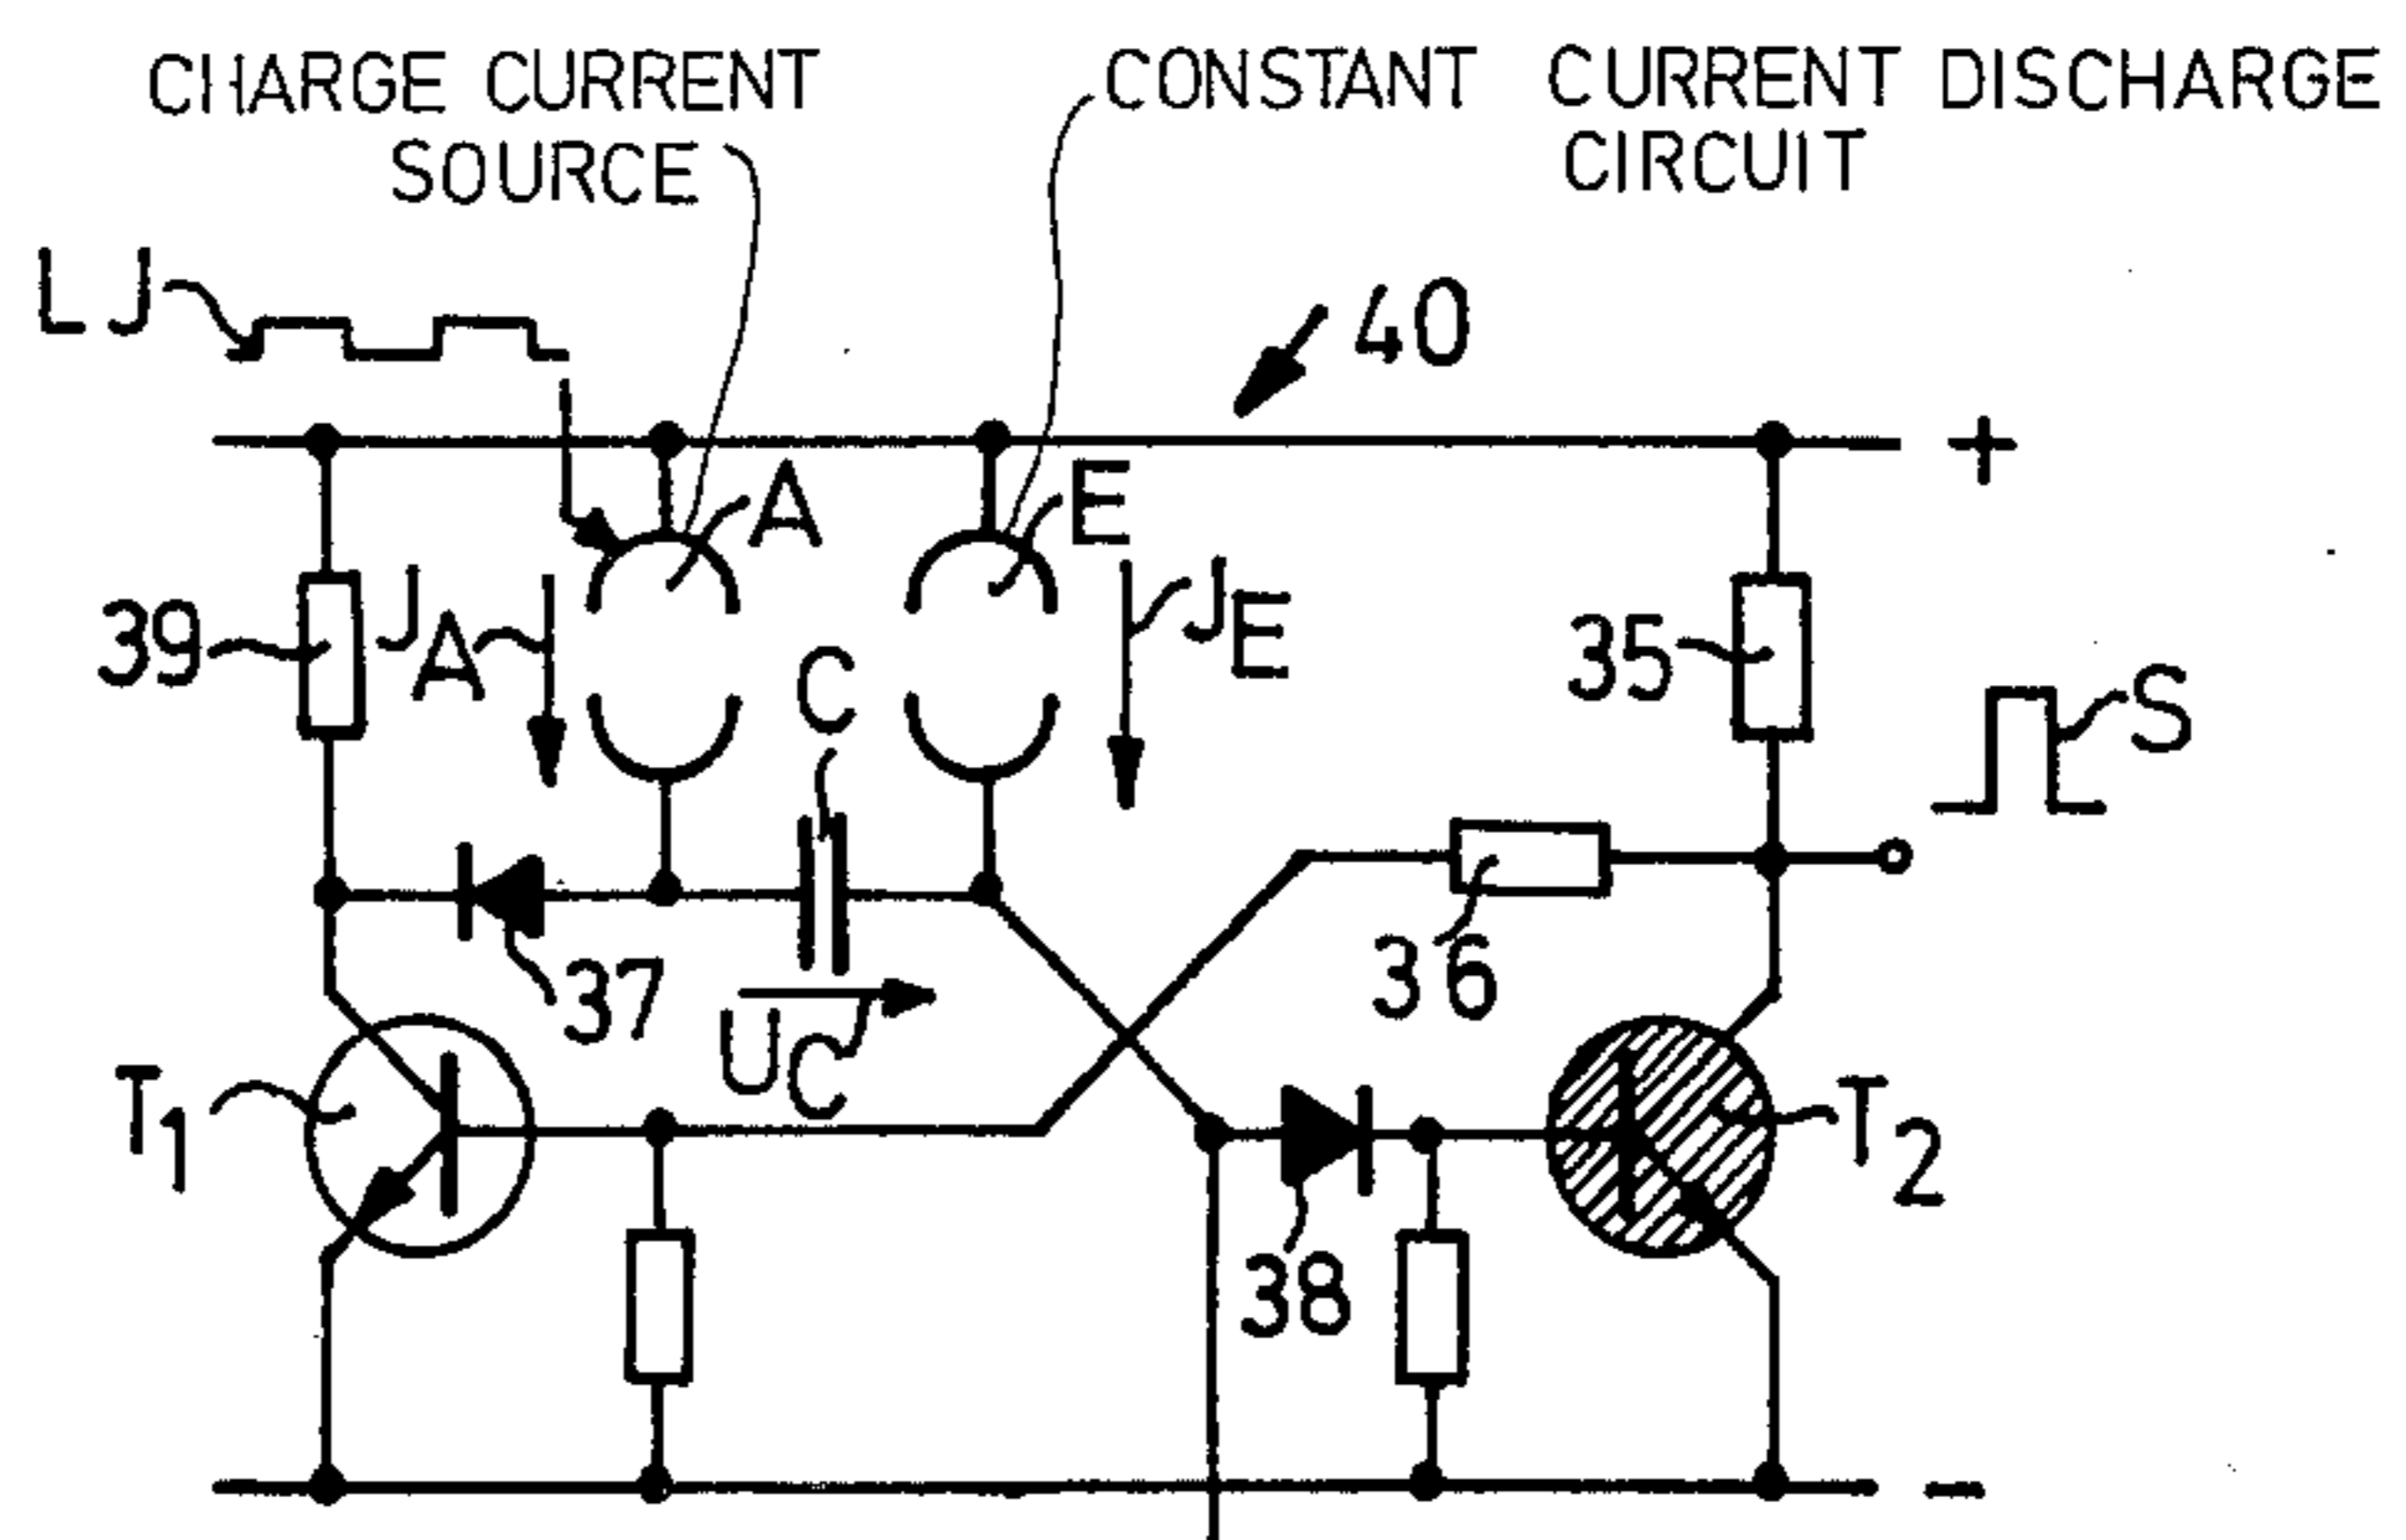 CHARGE CURRENT
SOURCE
CONSTANT CURRENT DISCHARGE
CIRCUIT
LJ
40
+
A
E
JA
JE
39
C
35
S
36
37
UC
T1
T2
38
-